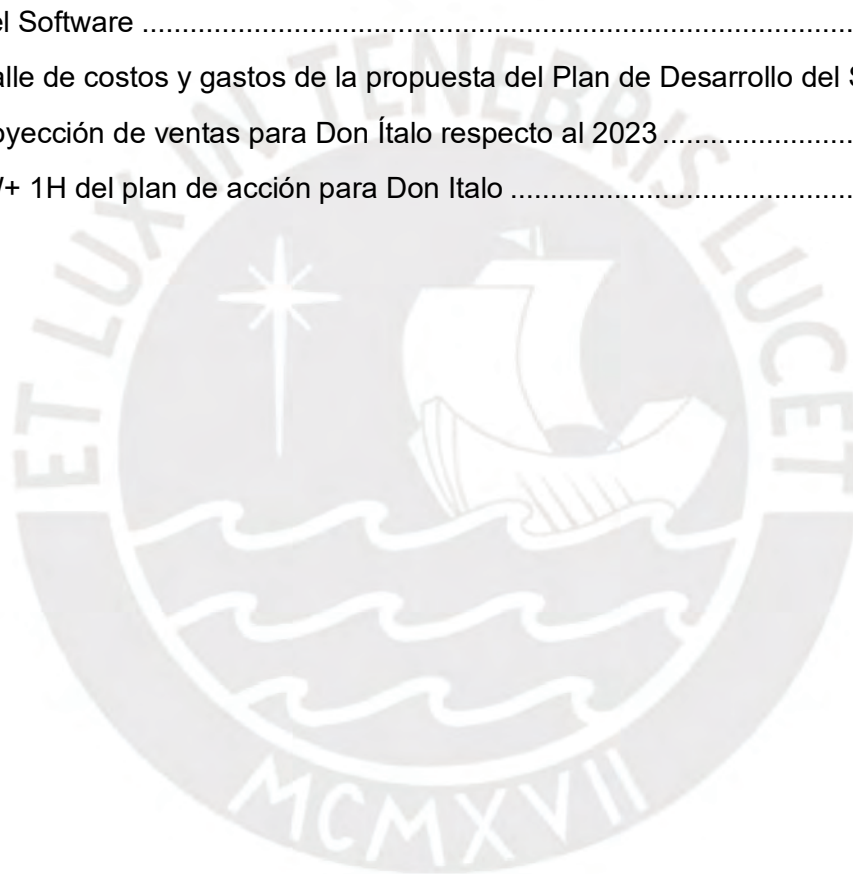 el Software ........................................................................................
alle de costos y gastos de la propuesta del Plan de Desarrollo del S
oyección de ventas para Don Ítalo respecto al 2023 ........................
W+ 1H del plan de acción para Don Italo ...........................................
ET LUX IN TENEBRIS LUCET
MCMXVII